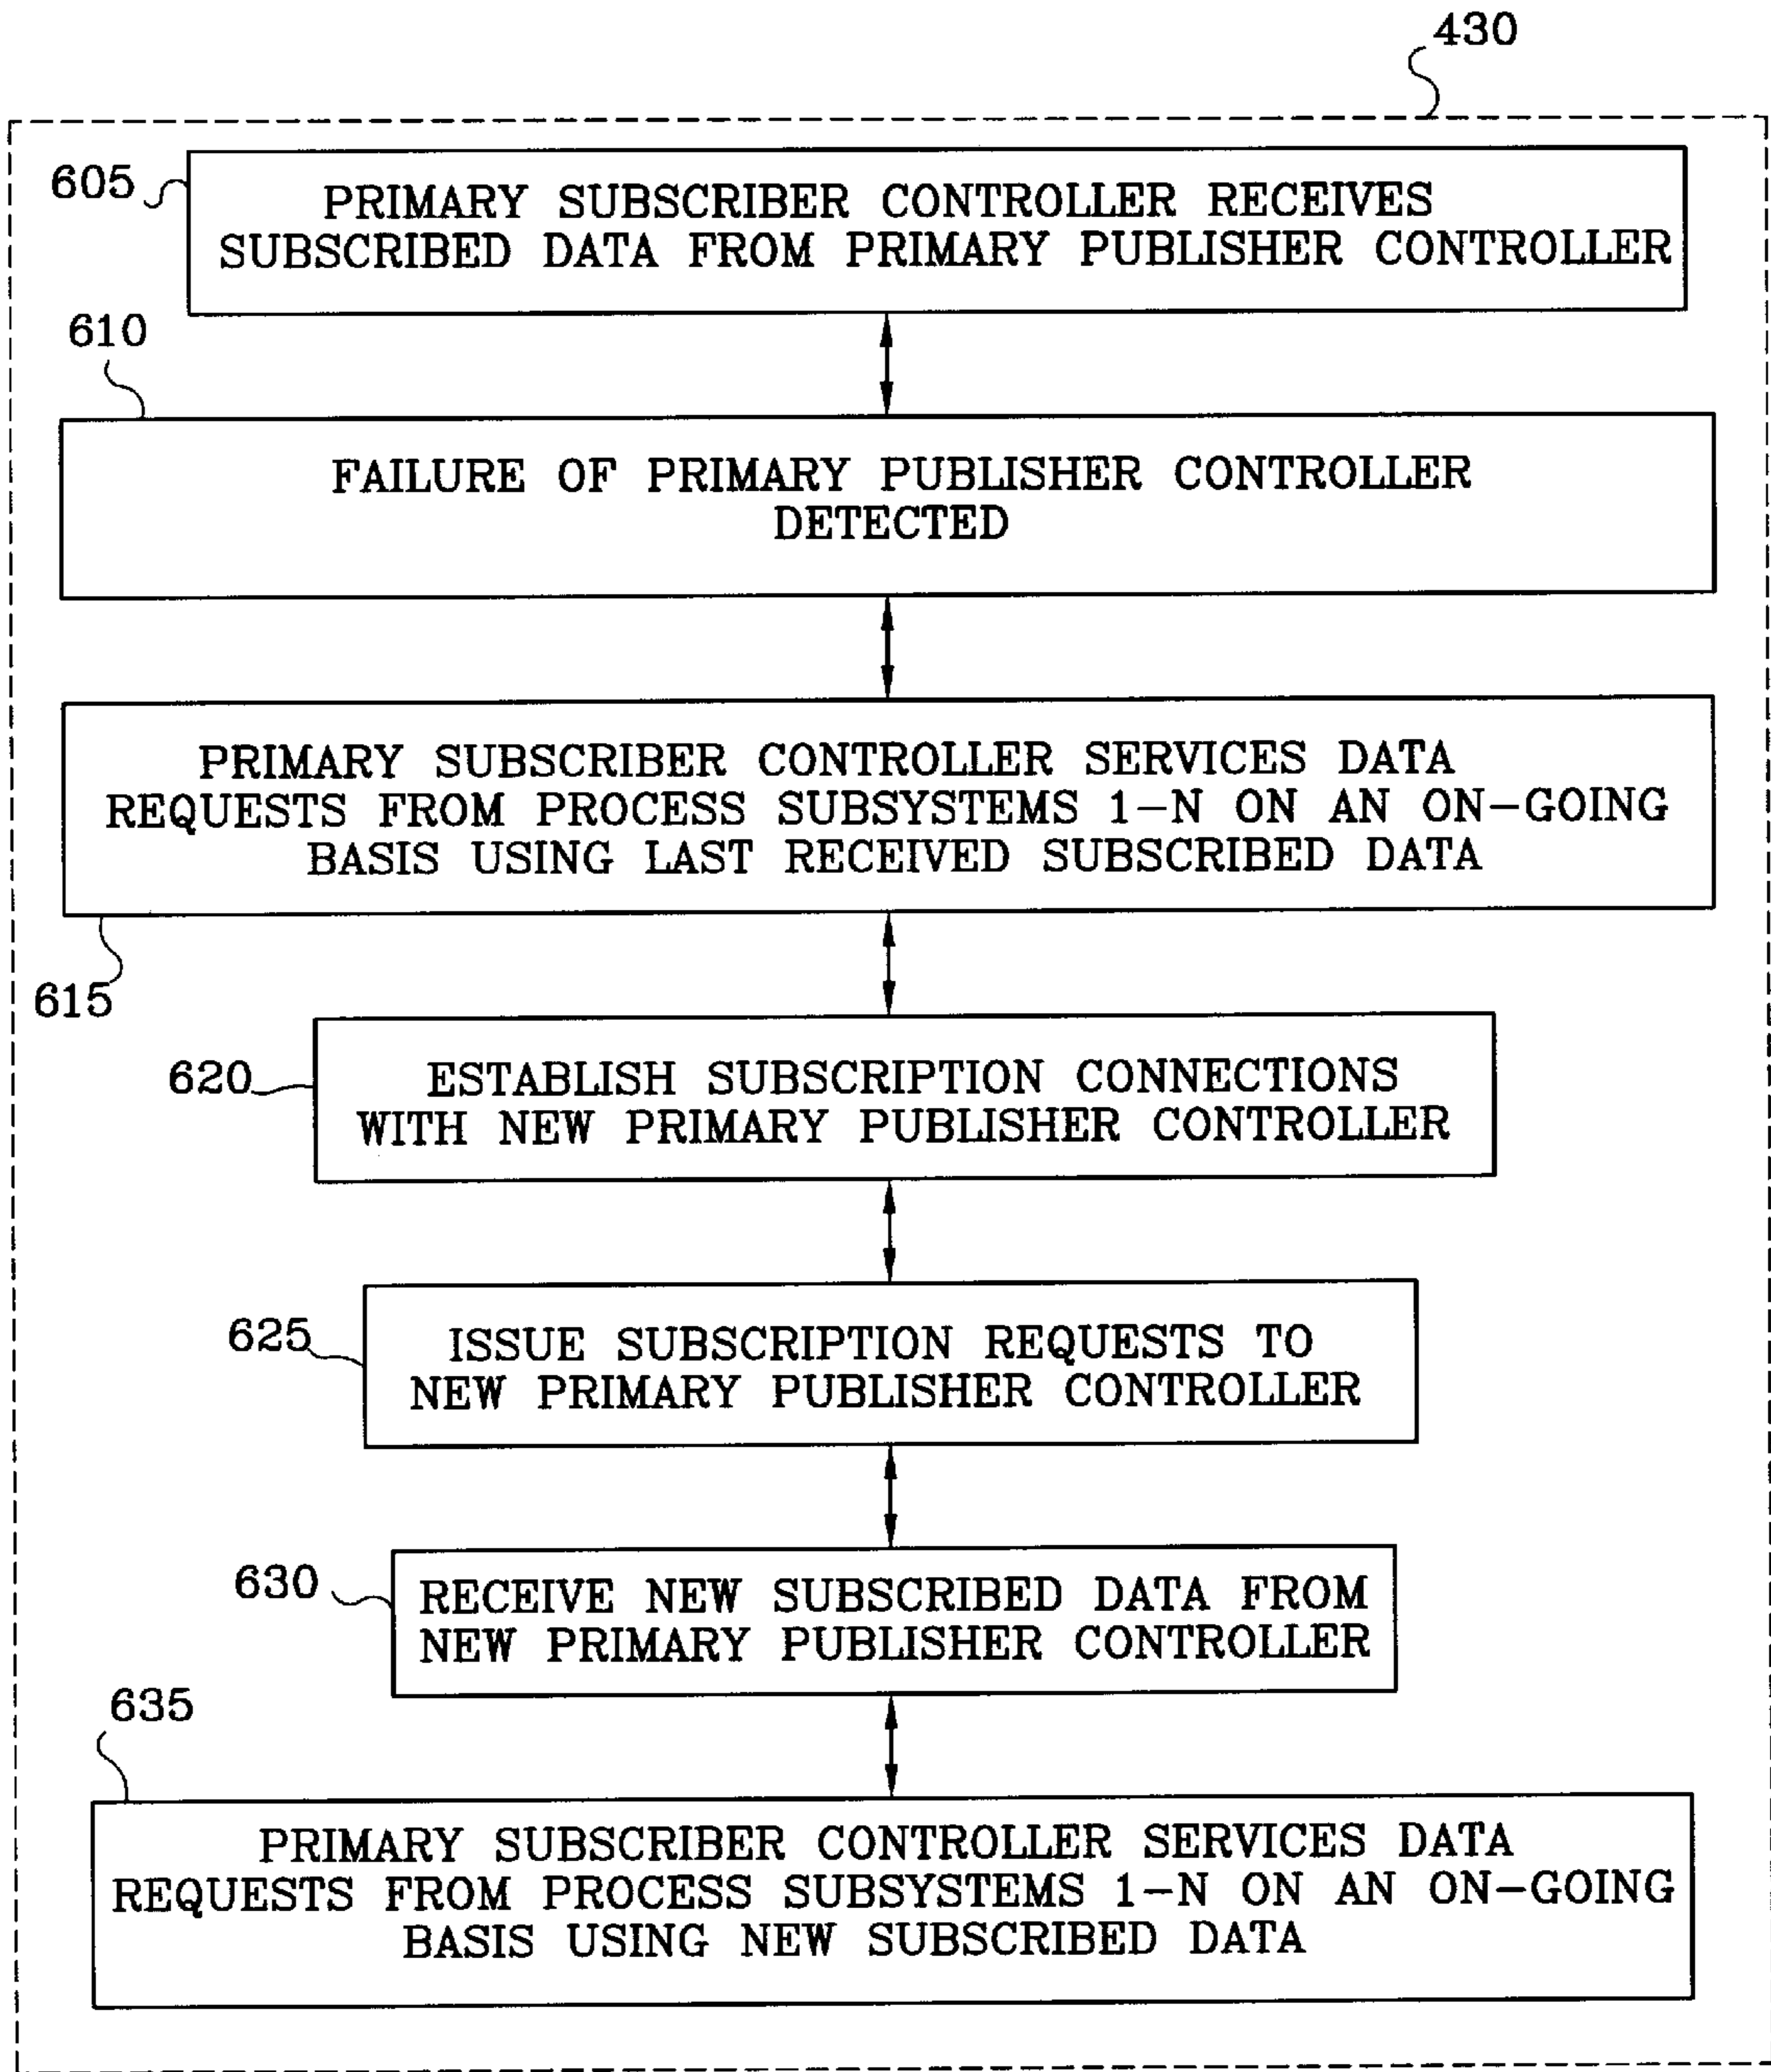 430
605
PRIMARY SUBSCRIBER CONTROLLER RECEIVES
SUBSCRIBED DATA FROM PRIMARY PUBLISHER CONTROLLER
610
FAILURE OF PRIMARY PUBLISHER CONTROLLER
DETECTED
PRIMARY SUBSCRIBER CONTROLLER SERVICES DATA
REQUESTS FROM PROCESS SUBSYSTEMS 1-N ON AN ON-GOING
BASIS USING LAST RECEIVED SUBSCRIBED DATA
615
620
ESTABLISH SUBSCRIPTION CONNECTIONS
WITH NEW PRIMARY PUBLISHER CONTROLLER
625
ISSUE SUBSCRIPTION REQUESTS TO
NEW PRIMARY PUBLISHER CONTROLLER
630
RECEIVE NEW SUBSCRIBED DATA FROM
NEW PRIMARY PUBLISHER CONTROLLER
635
PRIMARY SUBSCRIBER CONTROLLER SERVICES DATA
REQUESTS FROM PROCESS SUBSYSTEMS 1-N ON AN ON-GOING
BASIS USING NEW SUBSCRIBED DATA